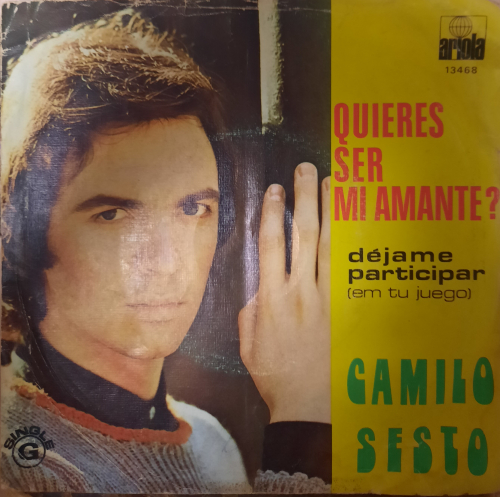 ariola
13468
QUIERES
SER
MI AMANTE?
déjame
participar
(em tu juego)
CAMILO
SESTO
SINGLE
G